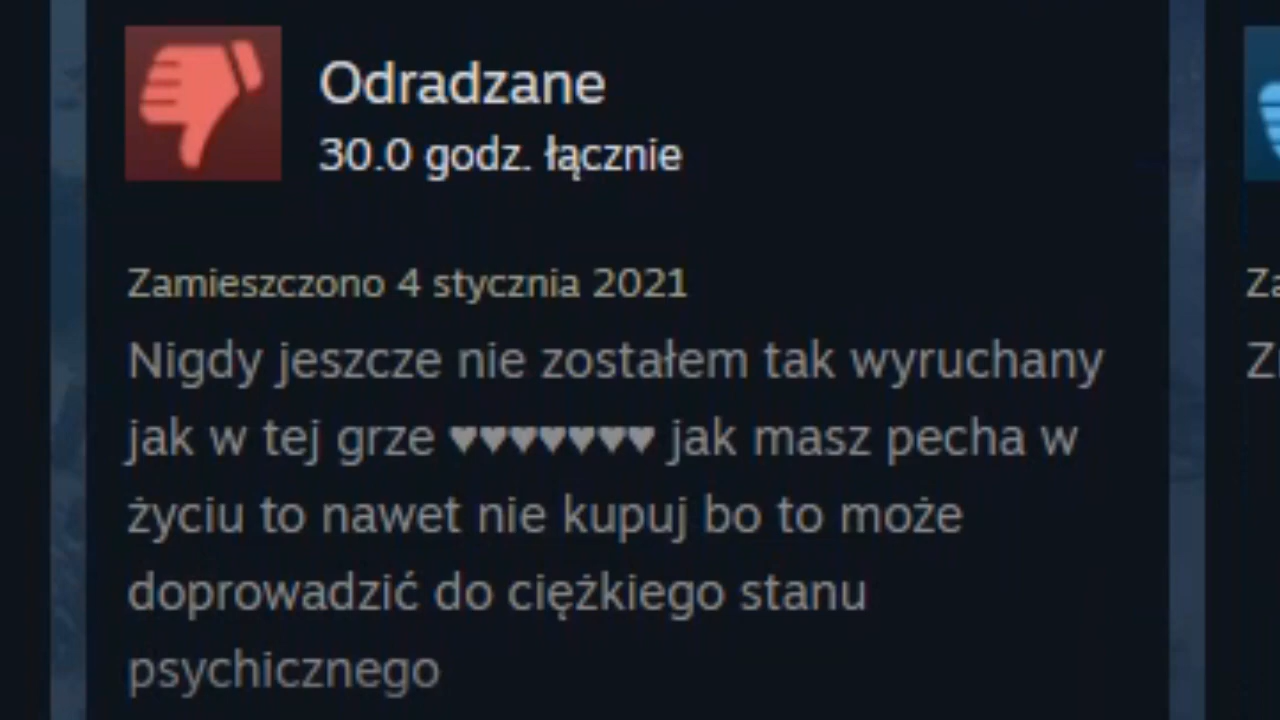 Odradzane
30.0 godz. łącznie
Zamieszczono 4 stycznia 2021
Nigdy jeszcze nie zostałem tak wyruchany
jak w tej grze ♥♥♥♥♥♥♥ jak masz pecha w
życiu to nawet nie kupuj bo to może
doprowadzić do ciężkiego stanu
psychicznego